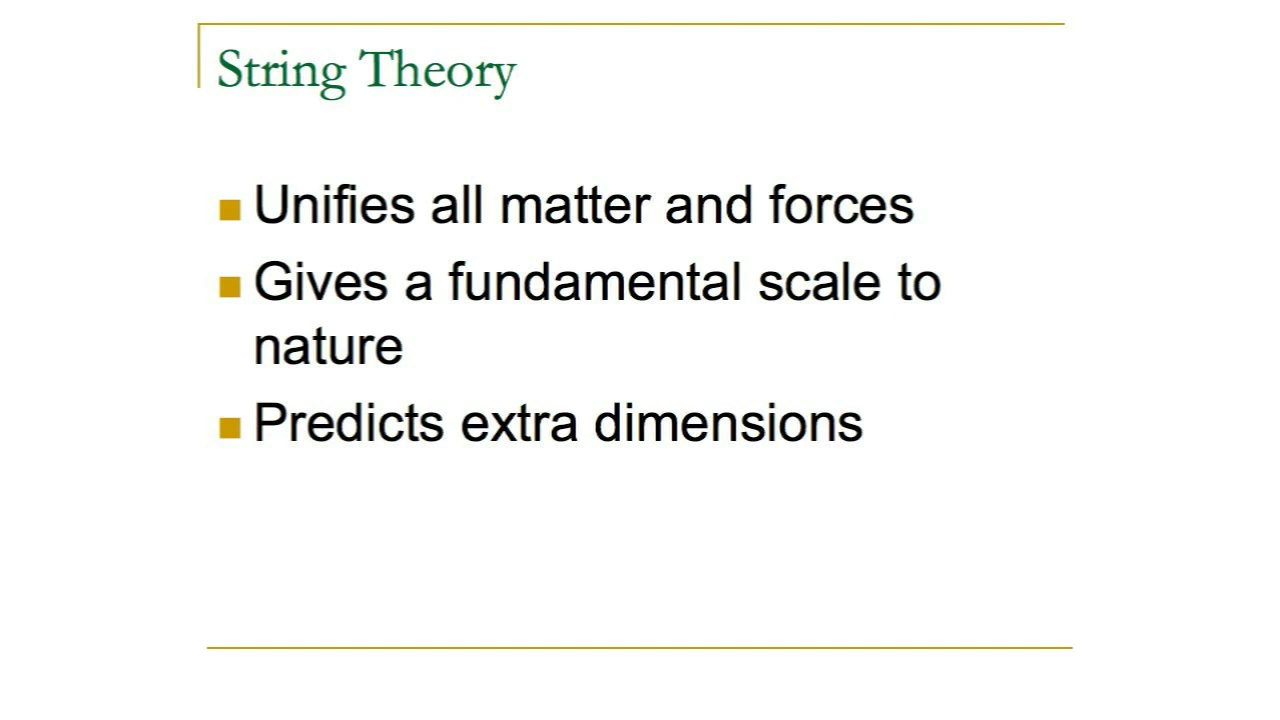 String Theory
Unifies all matter and forces
Gives a fundamental scale to
nature
Predicts extra dimensions